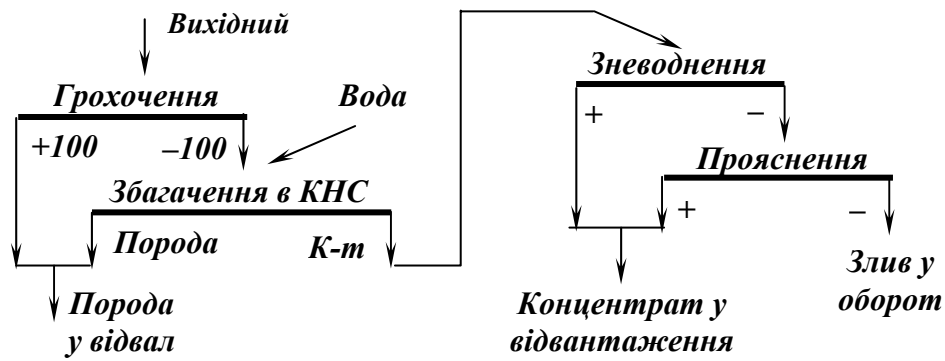 Вихідний
Грохочення
Вода
+100
–100
Збагачення в КНС
Порода
К-т
Порода
у відвал
Зневоднення
+
–
Прояснення
+
–
Концентрат у
відвантаження
Злив у
оборот